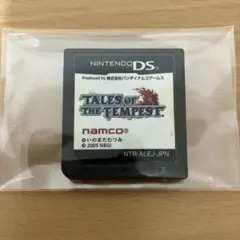 NINTENDO DS
Produced by 株式会社バンダイナムコゲームス
TALES OF
THE TEMPEST
namco®
©いのまたむつみ
© 2006 NBGI
NTR-ALEJ-JPN